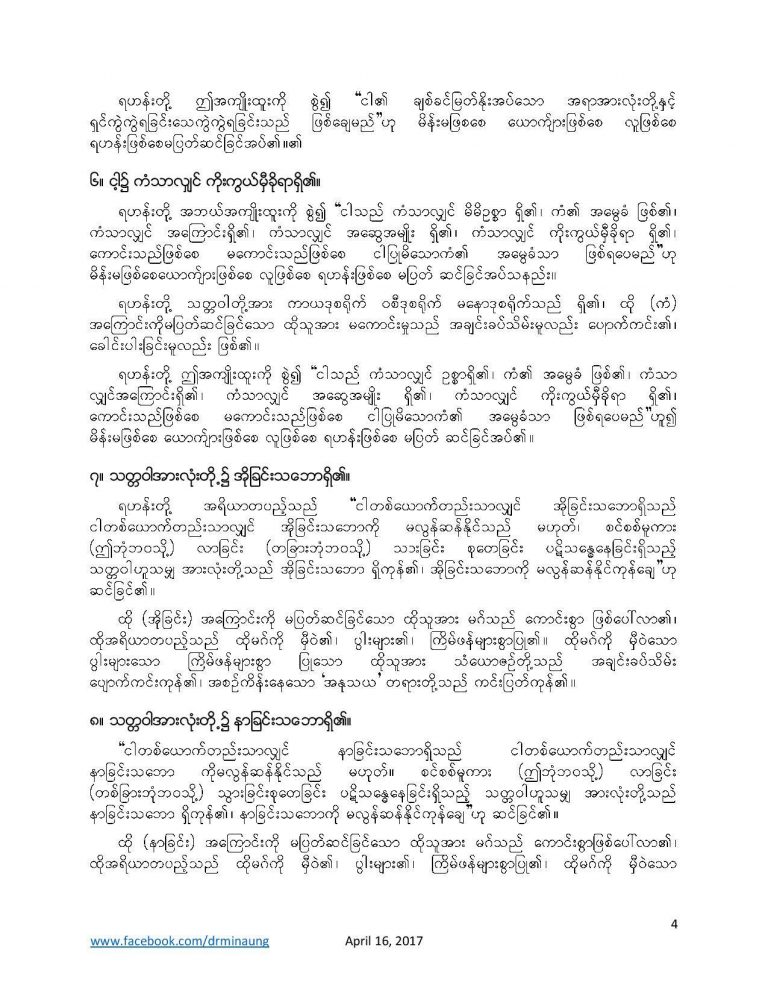 ရဟန်းတို့ ဤအကျိုးထူးကို စွဲ၍ “ငါ၏ ချစ်ခင်မြတ်နိုးအပ်သော အရာအားလုံးတို့နှင့်
ရှင်ကွဲကွဲရခြင်းသေကွဲကွဲရခြင်းသည် ဖြစ်ချေမည်”ဟု မိန်းမဖြစစေ ယောက်ျားဖြစ်စေ လူဖြစ်စေ
ရဟန်းဖြစ်စေမပြတ်ဆင်ခြင်အပ်၏။၏
၆။ ငါ့၌ ကံသာလျှင် ကိုးကွယ်မှီခိုရာရှိ၏။
ရဟန်းတို့ အဘယ်အကျိုးထူးကို စွဲ၍ “ငါသည် ကံသာလျှင် မိမိဥစ္စာ ရှိ၏၊ ကံ၏ အမွေခံ ဖြစ်၏၊
ကံသာလျှင် အကြောင်းရှိ၏၊ ကံသာလျှင် အဆွေအမျိုး ရှိ၏၊ ကံသာလျှင် ကိုးကွယ်မှီခိုရာ ရှိ၏၊
ကောင်းသည်ဖြစ်စေ မကောင်းသည်ဖြစ်စေ ငါပြုမိသောကံ၏ အမွေခံသာ ဖြစ်ရပေမည်”ဟု
မိန်းမဖြစ်စေယောက်ျားဖြစ်စေ လူဖြစ်စေ ရဟန်းဖြစ်စေ မပြတ် ဆင်ခြင်အပ်သနည်း။
ရဟန်းတို့ သတ္တဝါတို့အား ကာယဒုစရိုက် ဝစီဒုစရိုက် မနောဒုစရိုက်သည် ရှိ၏၊ ထို (ကံ)
အကြောင်းကိုမပြတ်ဆင်ခြင်သော ထိုသူအား မကောင်းမှုသည် အချင်းခပ်သိမ်းမူလည်း ပျောက်ကင်း၏၊
ခေါင်းပါးခြင်းမူလည်း ဖြစ်၏။
ရဟန်းတို့ ဤအကျိုးထူးကို စွဲ၍ “ငါသည် ကံသာလျှင် ဥစ္စာရှိ၏၊ ကံ၏ အမွေခံ ဖြစ်၏၊ ကံသာ
လျှင်အကြောင်းရှိ၏၊ ကံသာလျှင် အဆွေအမျိုး ရှိ၏၊ ကံသာလျှင် ကိုးကွယ်မှီခိုရာ ရှိ၏၊
ကောင်းသည်ဖြစ်စေ မကောင်းသည်ဖြစ်စေ ငါပြုမိသောကံ၏ အမွေခံသာ ဖြစ်ရပေမည်”ဟူ၍
မိန်းမဖြစ်စေ ယောက်ျားဖြစ်စေ လူဖြစ်စေ ရဟန်းဖြစ်စေ မပြတ် ဆင်ခြင်အပ်၏။
၇။ သတ္တဝါအားလုံးတို့၌ အိုခြင်းသဘောရှိ၏။
ရဟန်းတို့ အရိယာတပည့်သည် “ငါတစ်ယောက်တည်းသာလျှင် အိုခြင်းသဘောရှိသည်
ငါတစ်ယောက်တည်းသာလျှင် အိုခြင်းသဘောကို မလွန်ဆန်နိုင်သည် မဟုတ်၊ စင်စစ်မူကား
(ဤဘုံဘဝသို့) လာခြင်း (တခြားဘုံဘဝသို့) သားခြင်း စုတေခြင်း ပဋိသန္ဓေနေခြင်းရှိသည့်
သတ္တဝါဟူသမျှ အားလုံးတို့သည် အိုခြင်းသဘော ရှိကုန်၏၊ အိုခြင်းသဘောကို မလွန်ဆန်နိုင်ကုန်ချေ”ဟု
ဆင်ခြင်၏။
ထို (အိုခြင်း) အကြောင်းကို မပြတ်ဆင်ခြင်သော ထိုသူအား မဂ်သည် ကောင်းစွာ ဖြစ်ပေါ်လာ၏၊
ထိုအရိယာတပည့်သည် ထိုမဂ်ကို မှီဝဲ၏၊ ပွါးများ၏၊ ကြိမ်ဖန်များစွာပြု၏။ ထိုမဂ်ကို မှီဝဲသော
ပွါးများသော ကြိမ်ဖန်များစွာ ပြုသော ထိုသူအား သံယောဇဉ်တို့သည် အချင်းခပ်သိမ်း
ပျောက်ကင်းကုန်၏၊ အစဉ်ကိန်းနေသော ‘အနုသယ’ တရားတို့သည် ကင်းပြတ်ကုန်၏။
၈။ သတ္တဝါအားလုံးတို့၌ နာခြင်းသဘောရှိ၏။
“ငါတစ်ယောက်တည်းသာလျှင် နာခြင်းသဘောရှိသည် ငါတစ်ယောက်တည်းသာလျှင်
နာခြင်းသဘော ကိုမလွန်ဆန်နိုင်သည် မဟုတ်။ စင်စစ်မူကား (ဤဘုံဘဝသို့) လာခြင်း
(တစ်ခြားဘုံဘဝသို့) သွားခြင်းစုတေခြင်း ပဋိသန္ဓေနေခြင်းရှိသည့် သတ္တဝါဟူသမျှ အားလုံးတို့သည်
နာခြင်းသဘော ရှိကုန်၏၊ နာခြင်းသဘောကို မလွန်ဆန်နိုင်ကုန်ချေ”ဟု ဆင်ခြင်၏။
ထို (နာခြင်း) အကြောင်းကို မပြတ်ဆင်ခြင်သော ထိုသူအား မဂ်သည် ကောင်းစွာဖြစ်ပေါ်လာ၏၊
ထိုအရိယာတပည့်သည် ထိုမဂ်ကို မှီဝဲ၏၊ ပွါးများ၏၊ ကြိမ်ဖန်များစွာပြု၏၊ ထိုမဂ်ကို မှီဝဲသော
4
www.facebook.com/drminaung April 16, 2017